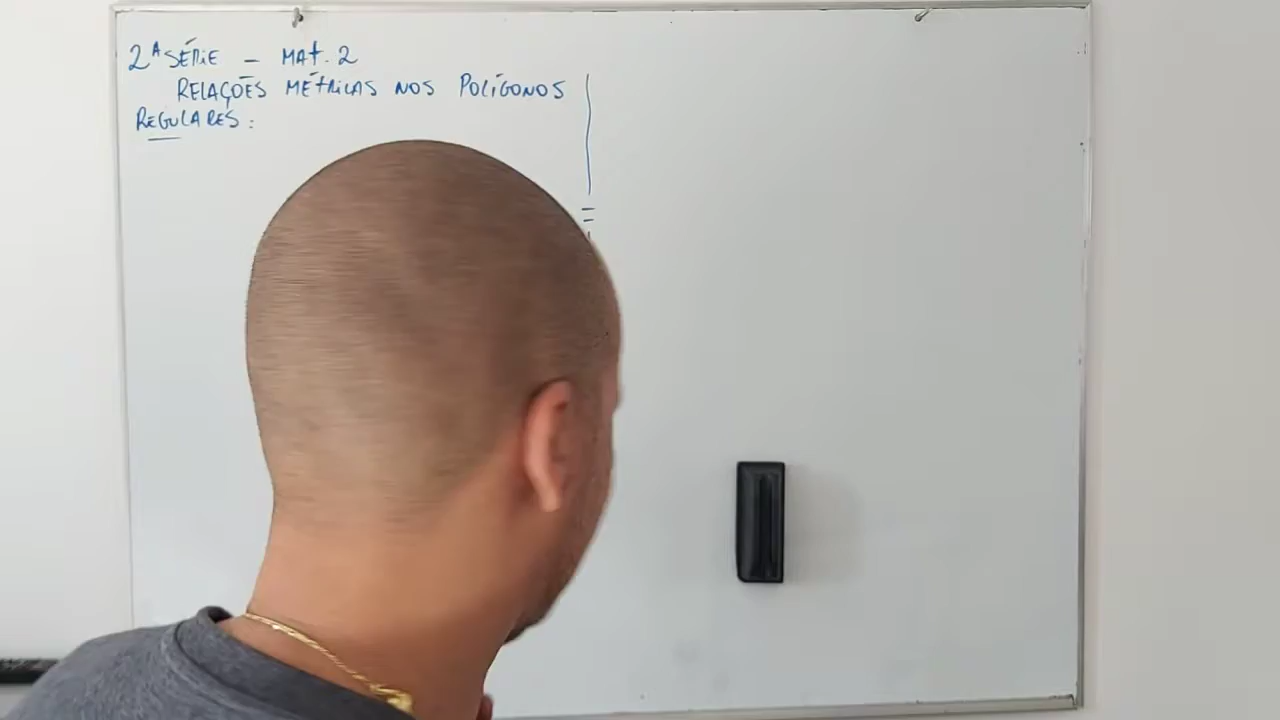 2ª SÉRIE - MAT. 2
RELAÇÕES MÉTRICAS NOS POLÍGONOS
REGULARES: